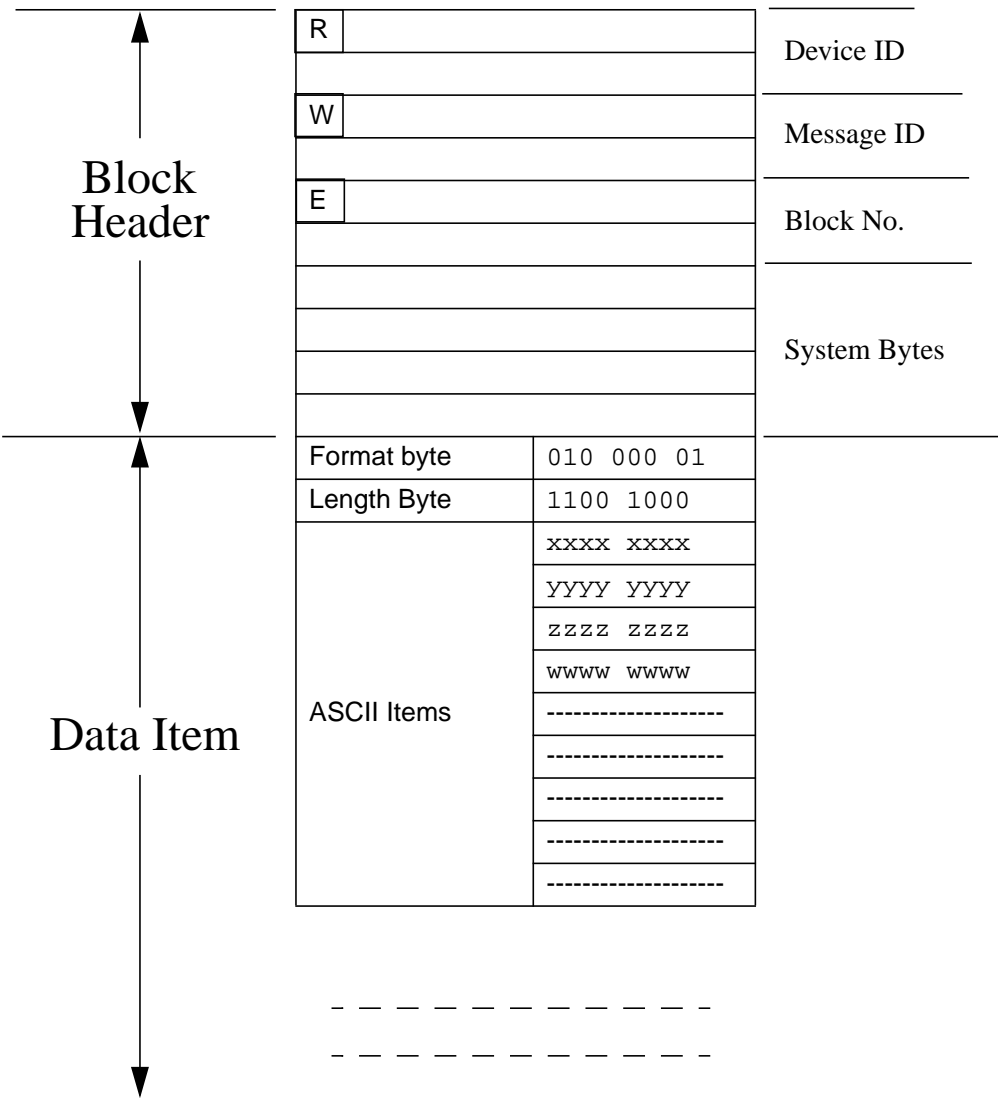 R
Device ID
W
Message ID
Block
Header
E
Block No.
System Bytes
Format byte 010 000 01
Length Byte 1100 1000
xxxx xxxx
yyyy yyyy
zzzz zzzz
wwww wwww
ASCII Items --------------------
Data Item
--------------------
--------------------
--------------------
--------------------